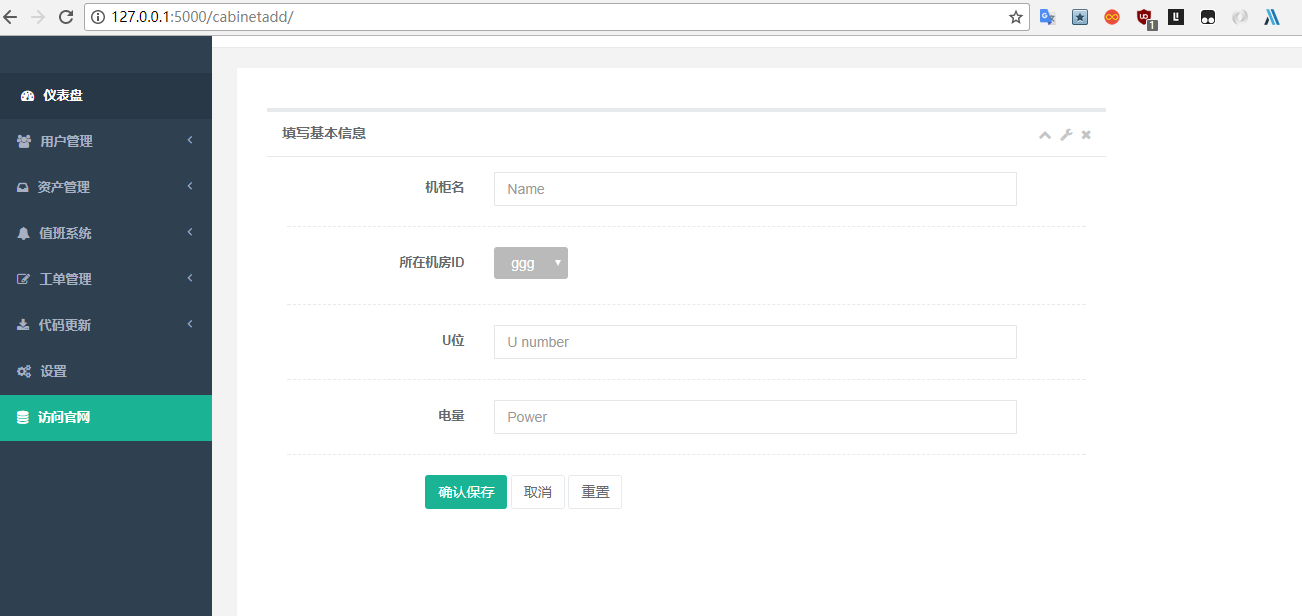 127.0.0.1:5000/cabinetadd/
1
仪表盘
用户管理
资产管理
值班系统
工单管理
代码更新
设置
访问官网
填写基本信息
机柜名
Name
所在机房ID
ggg
U位
U number
电量
Power
确认保存 取消 重置